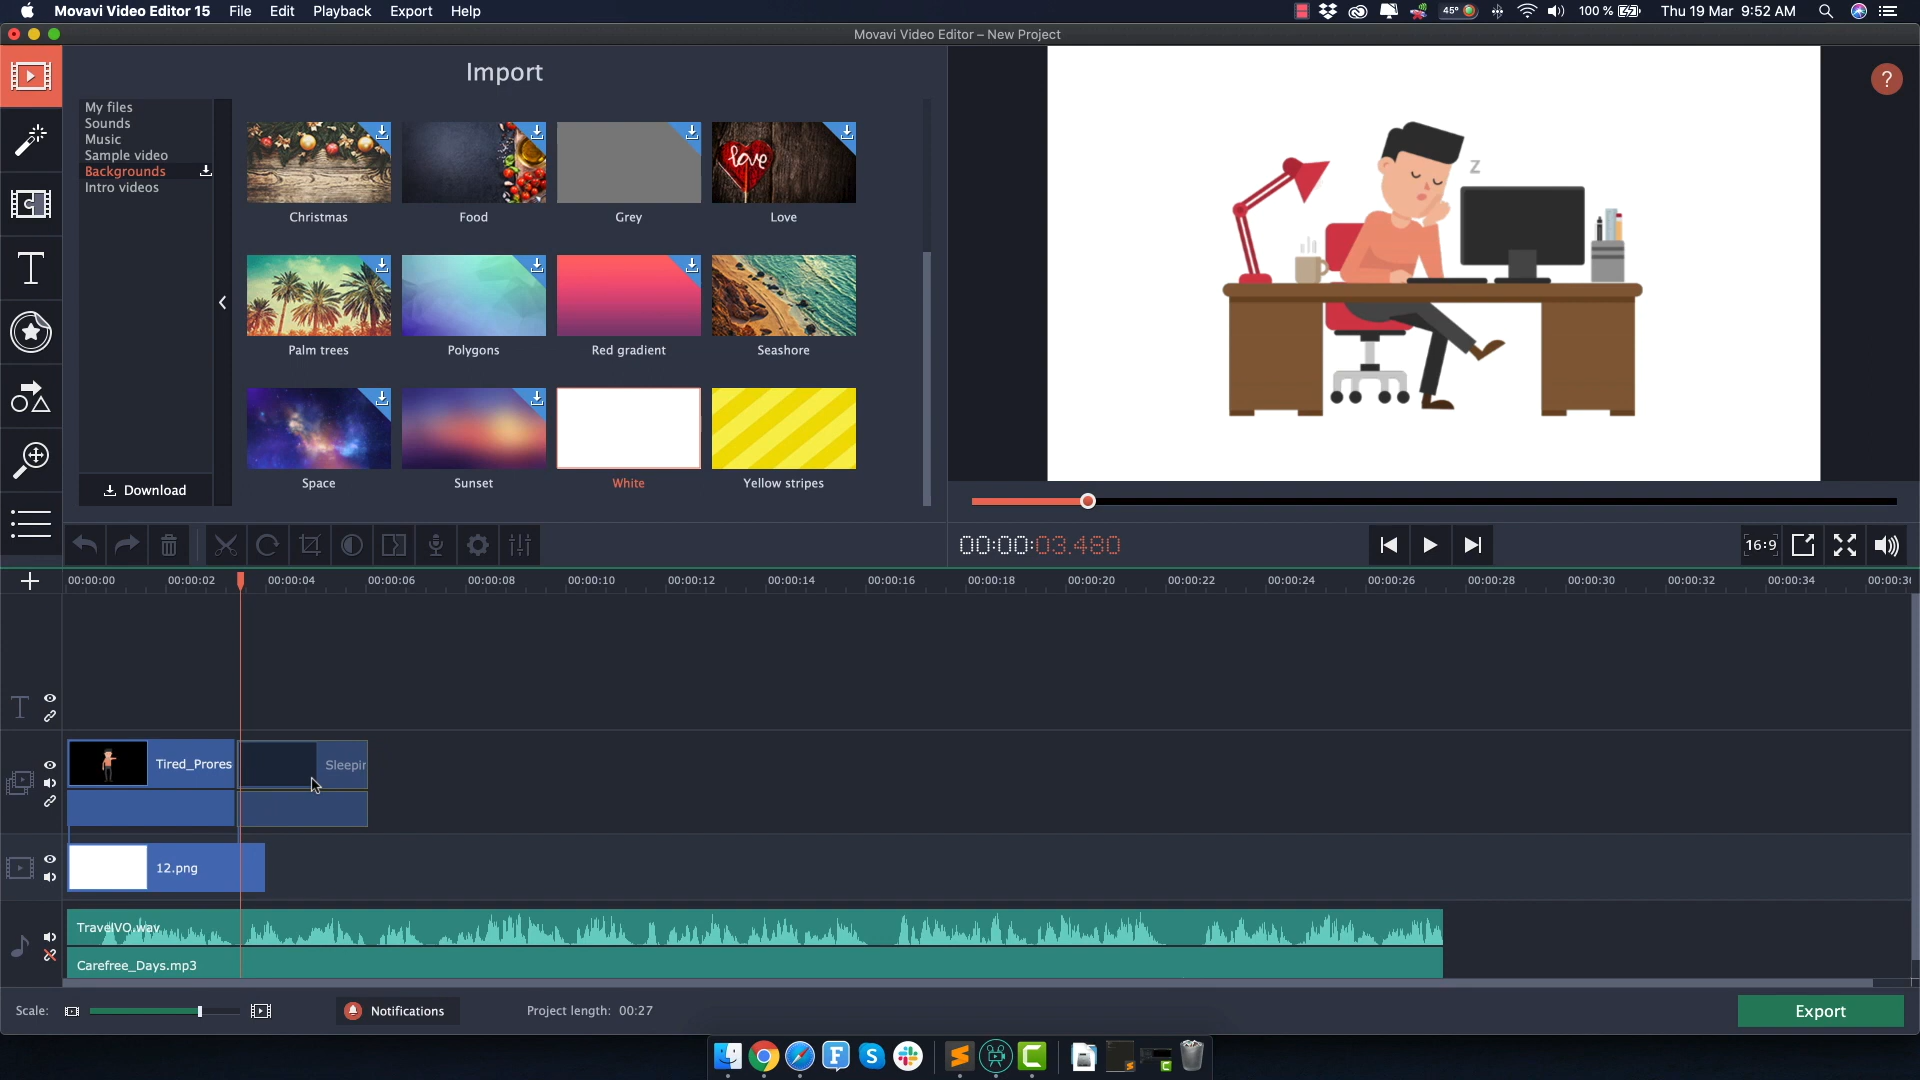 Movavi Video Editor 15 File Edit Playback Export Help
45° 100 % Thu 19 Mar 9:52 AM
Movavi Video Editor – New Project
Import
?
My files
Sounds
Music
Sample video
Backgrounds
Intro videos
Download
Christmas
Food
Grey
love
Love
Palm trees
Polygons
Red gradient
Seashore
Space
Sunset
White
Yellow stripes
Z
00:00:03.480
16:9
00:00:00 00:00:02 00:00:04 00:00:06 00:00:08 00:00:10 00:00:12 00:00:14 00:00:16 00:00:18 00:00:20 00:00:22 00:00:24 00:00:26 00:00:28 00:00:30 00:00:32 00:00:34 00:00:3
T
Tired_Prores
Sleepin
12.png
TravelVO.wav
Carefree_Days.mp3
Scale:
Notifications
Project length: 00:27
Export